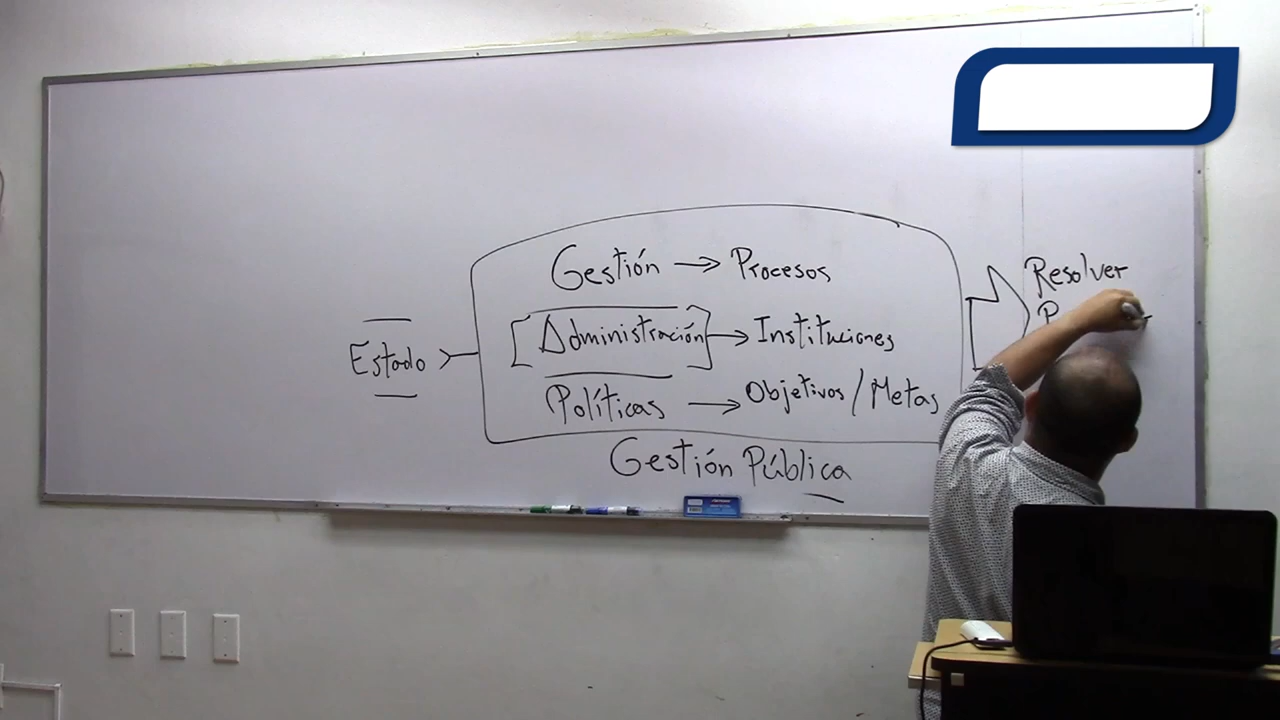 Estado
Gestión → Procesos
Administración → Instituciones
Políticas → Objetivos / Metas
Gestión Pública
Resolver
P